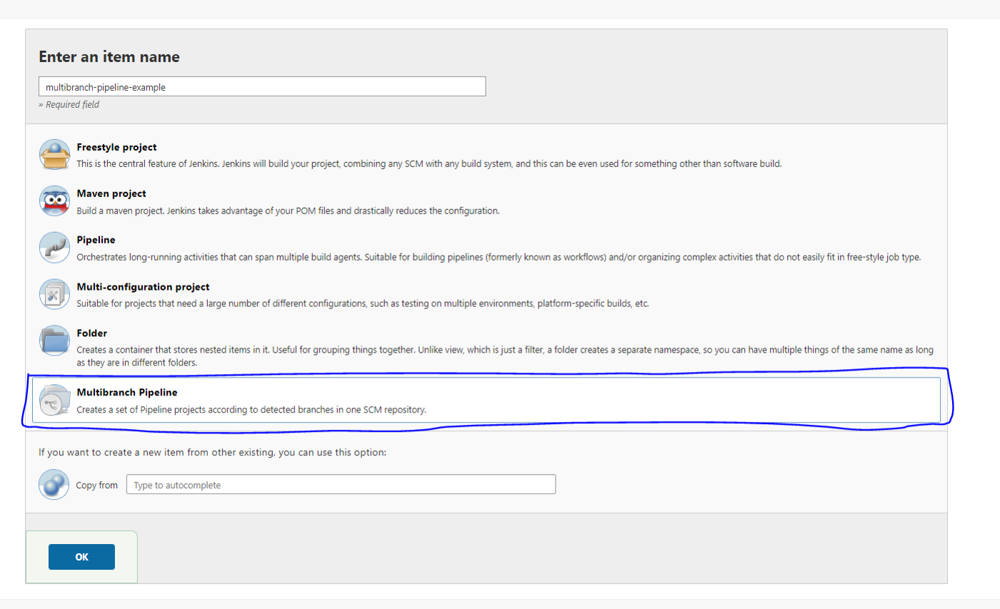 Enter an item name
multibranch-pipeline-example
» Required field
Freestyle project
This is the central feature of Jenkins. Jenkins will build your project, combining any SCM with any build system, and this can be even used for something other than software build.
Maven project
Build a maven project. Jenkins takes advantage of your POM files and drastically reduces the configuration.
Pipeline
Orchestrates long-running activities that can span multiple build agents. Suitable for building pipelines (formerly known as workflows) and/or organizing complex activities that do not easily fit in free-style job type.
Multi-configuration project
Suitable for projects that need a large number of different configurations, such as testing on multiple environments, platform-specific builds, etc.
Folder
Creates a container that stores nested items in it. Useful for grouping things together. Unlike view, which is just a filter, a folder creates a separate namespace, so you can have multiple things of the same name as long
as they are in different folders.
Multibranch Pipeline
Creates a set of Pipeline projects according to detected branches in one SCM repository.
If you want to create a new item from other existing, you can use this option:
Copy from
Type to autocomplete
OK